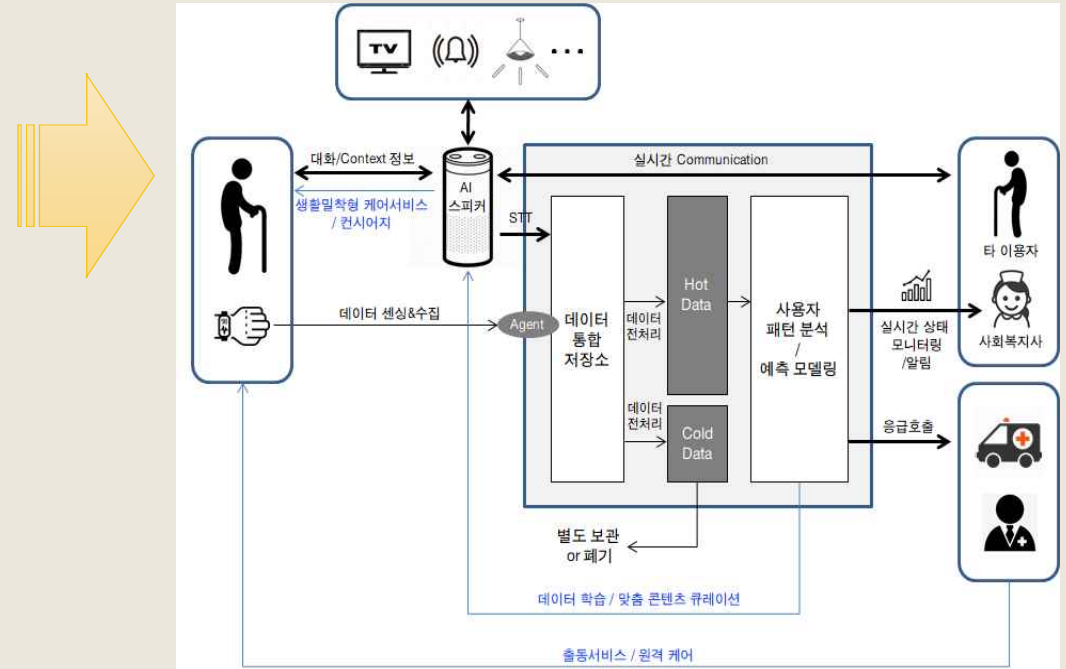 TV
대화/Context 정보
생활밀착형 케어서비스
/ 컨시어지
AI
스피커
STT
실시간 Communication
타 이용자
사회복지사
데이터 센싱&수집
Agent
데이터
통합
저장소
데이터
전처리
Hot
Data
데이터
전처리
Cold
Data
사용자
패턴 분석
/
예측 모델링
실시간 상태
모니터링
/알림
응급호출
별도 보관
or 폐기
데이터 학습 / 맞춤 콘텐츠 큐레이션
출동서비스 / 원격 케어